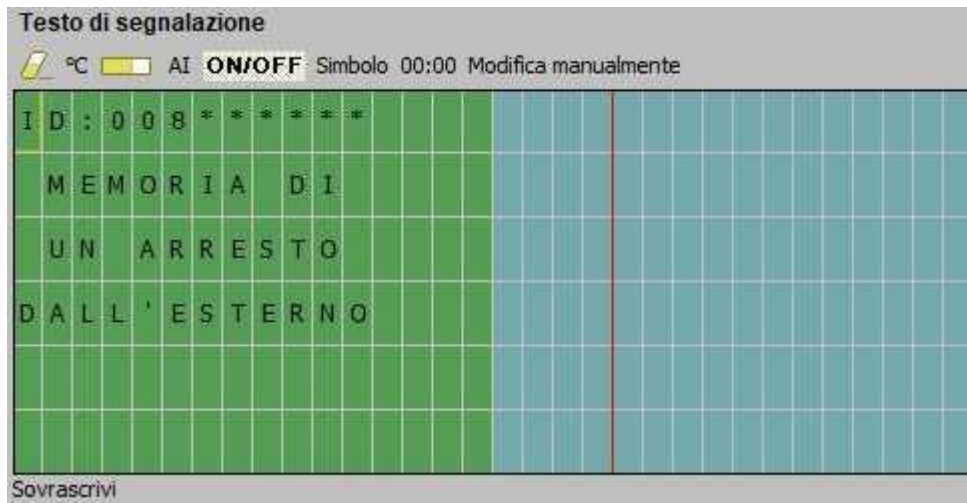 Testo di segnalazione
°C AI ON/OFF Simbolo 00:00 Modifica manualmente
ID:008******
MEMORIA DI
UN ARRESTO
DALL'ESTERNO
Sovrascrivi